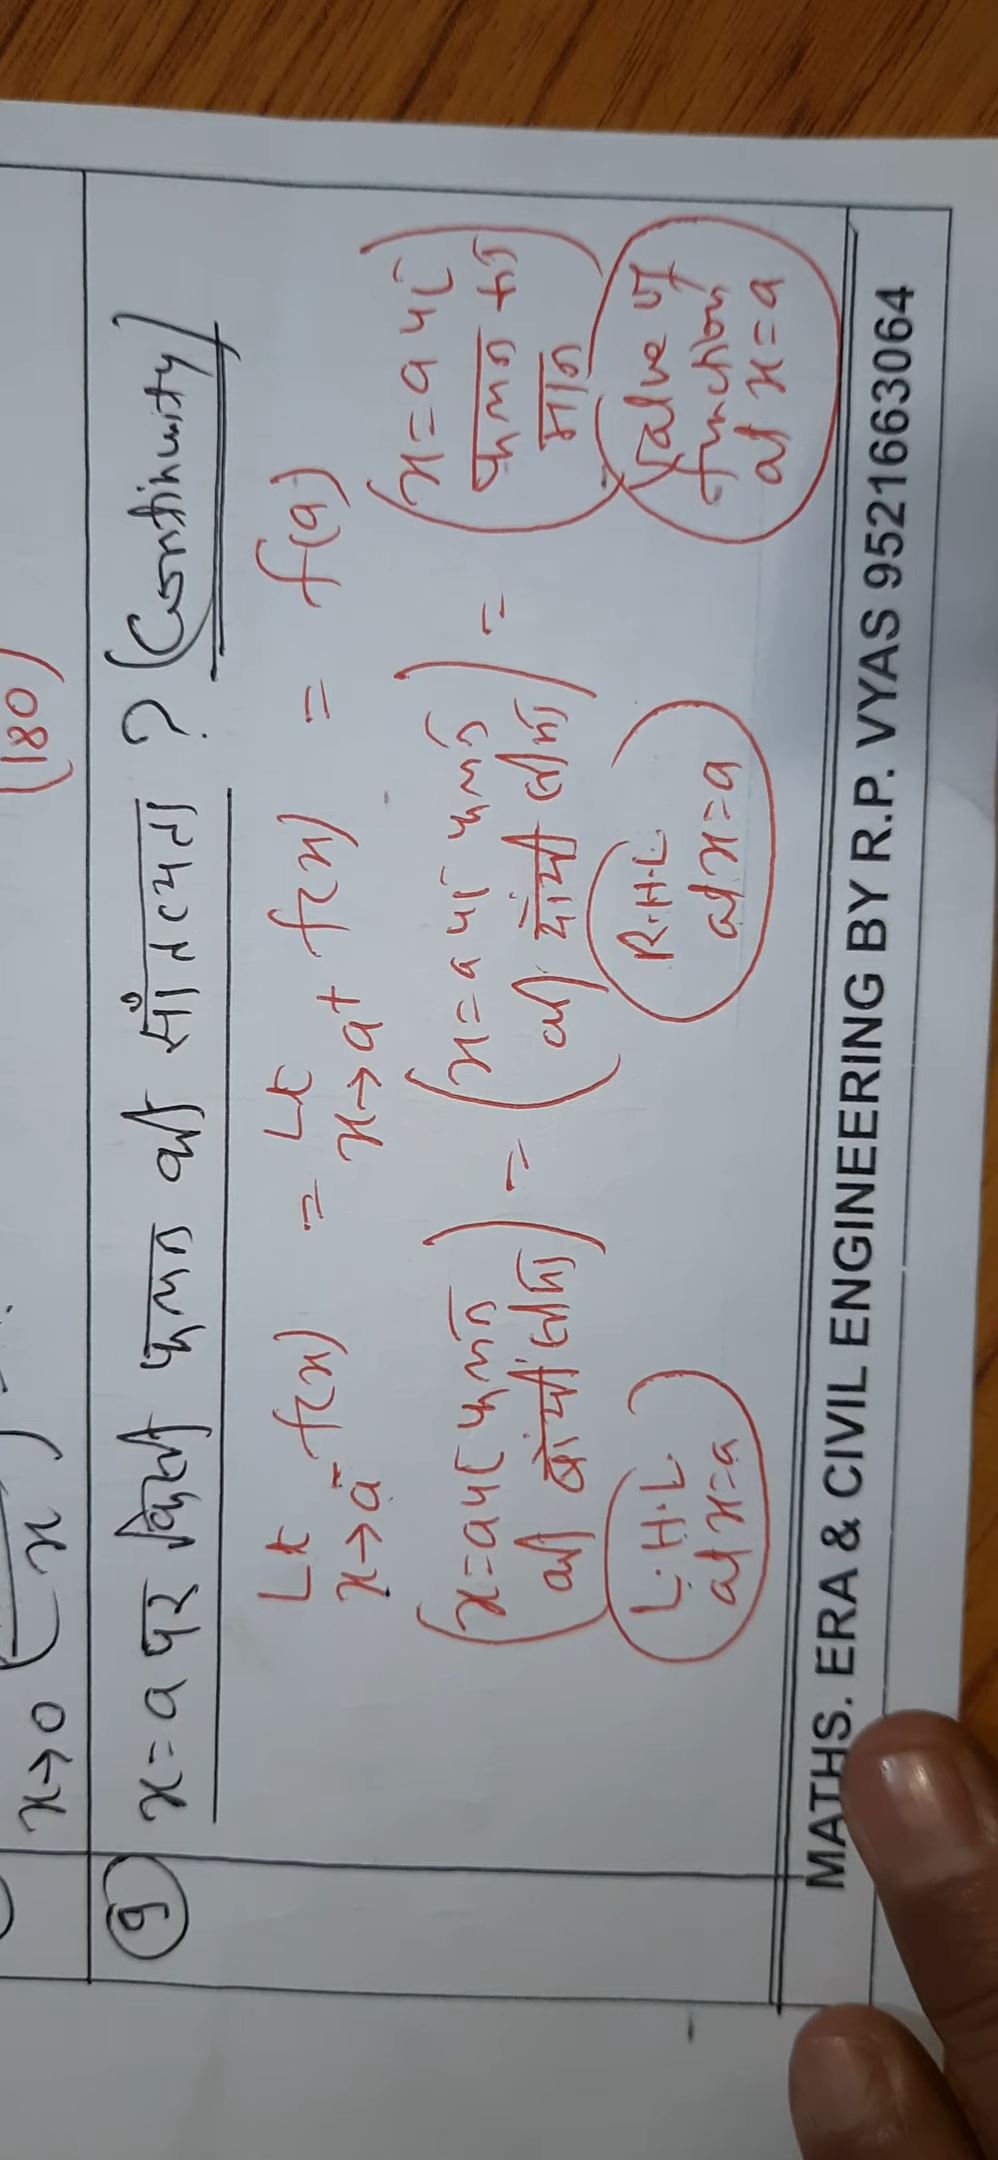 x→0
(180)
9 x=a पर किसी फलन की सांतत्यता ? (Continuity)
Lt x→a⁻ f(x) = Lt x→a⁺ f(x) = f(a)
(x=a पर फलन की बांयी सीमा) = (x=a पर फलन की दांयी सीमा) = (x=a पर फलन का मान)
L.H.L at x=a
R.H.L at x=a
Value of function at x=a
MATHS. ERA & CIVIL ENGINEERING BY R.P. VYAS 9521663064